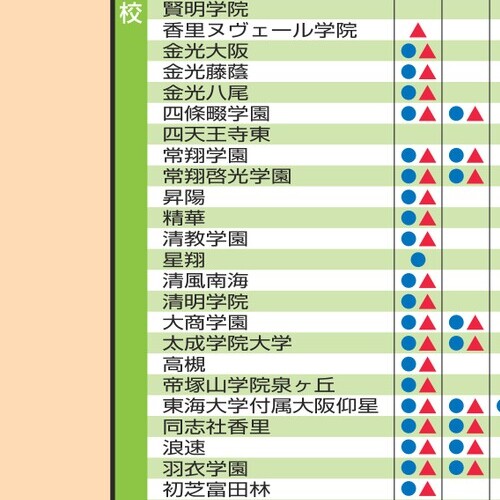 校
賢明学院
香里ヌヴェール学院
金光大阪
金光藤蔭
金光八尾
四條畷学園
四天王寺東
常翔学園
常翔啓光学園
昇陽
精華
清教学園
星翔
清風南海
清明学院
大商学園
太成学院大学
高槻
帝塚山学院泉ヶ丘
東海大学付属大阪仰星
同志社香里
浪速
羽衣学園
初芝富田林